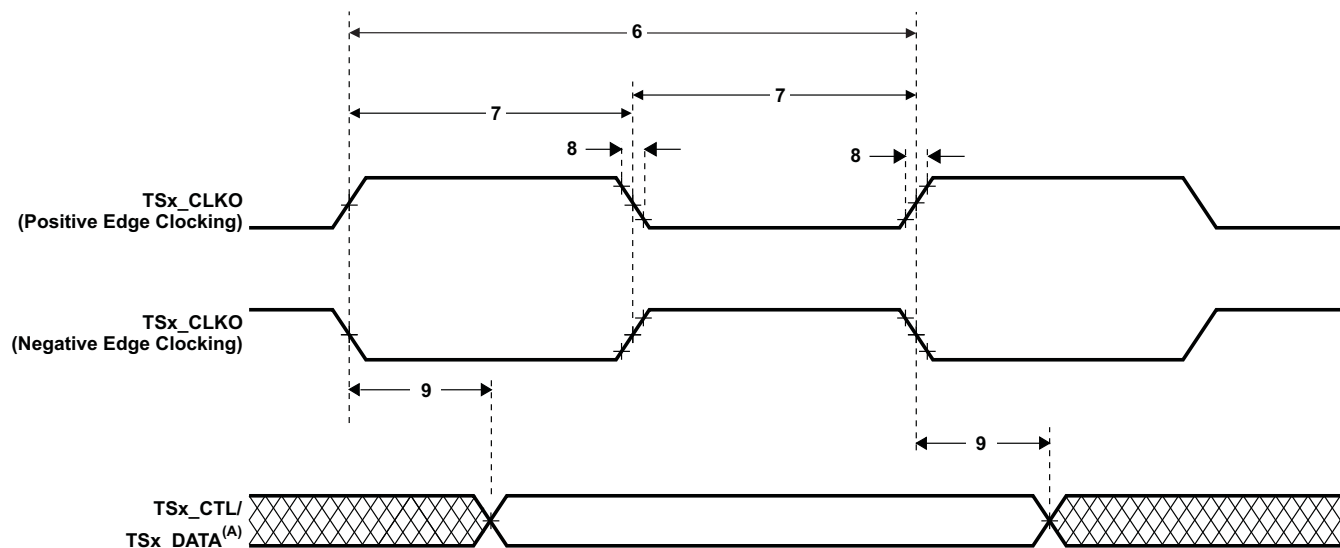 6
7
7
8
8
TSx_CLKO
(Positive Edge Clocking)
TSx_CLKO
(Negative Edge Clocking)
9
9
TSx_CTL/
TSx_DATA(A)